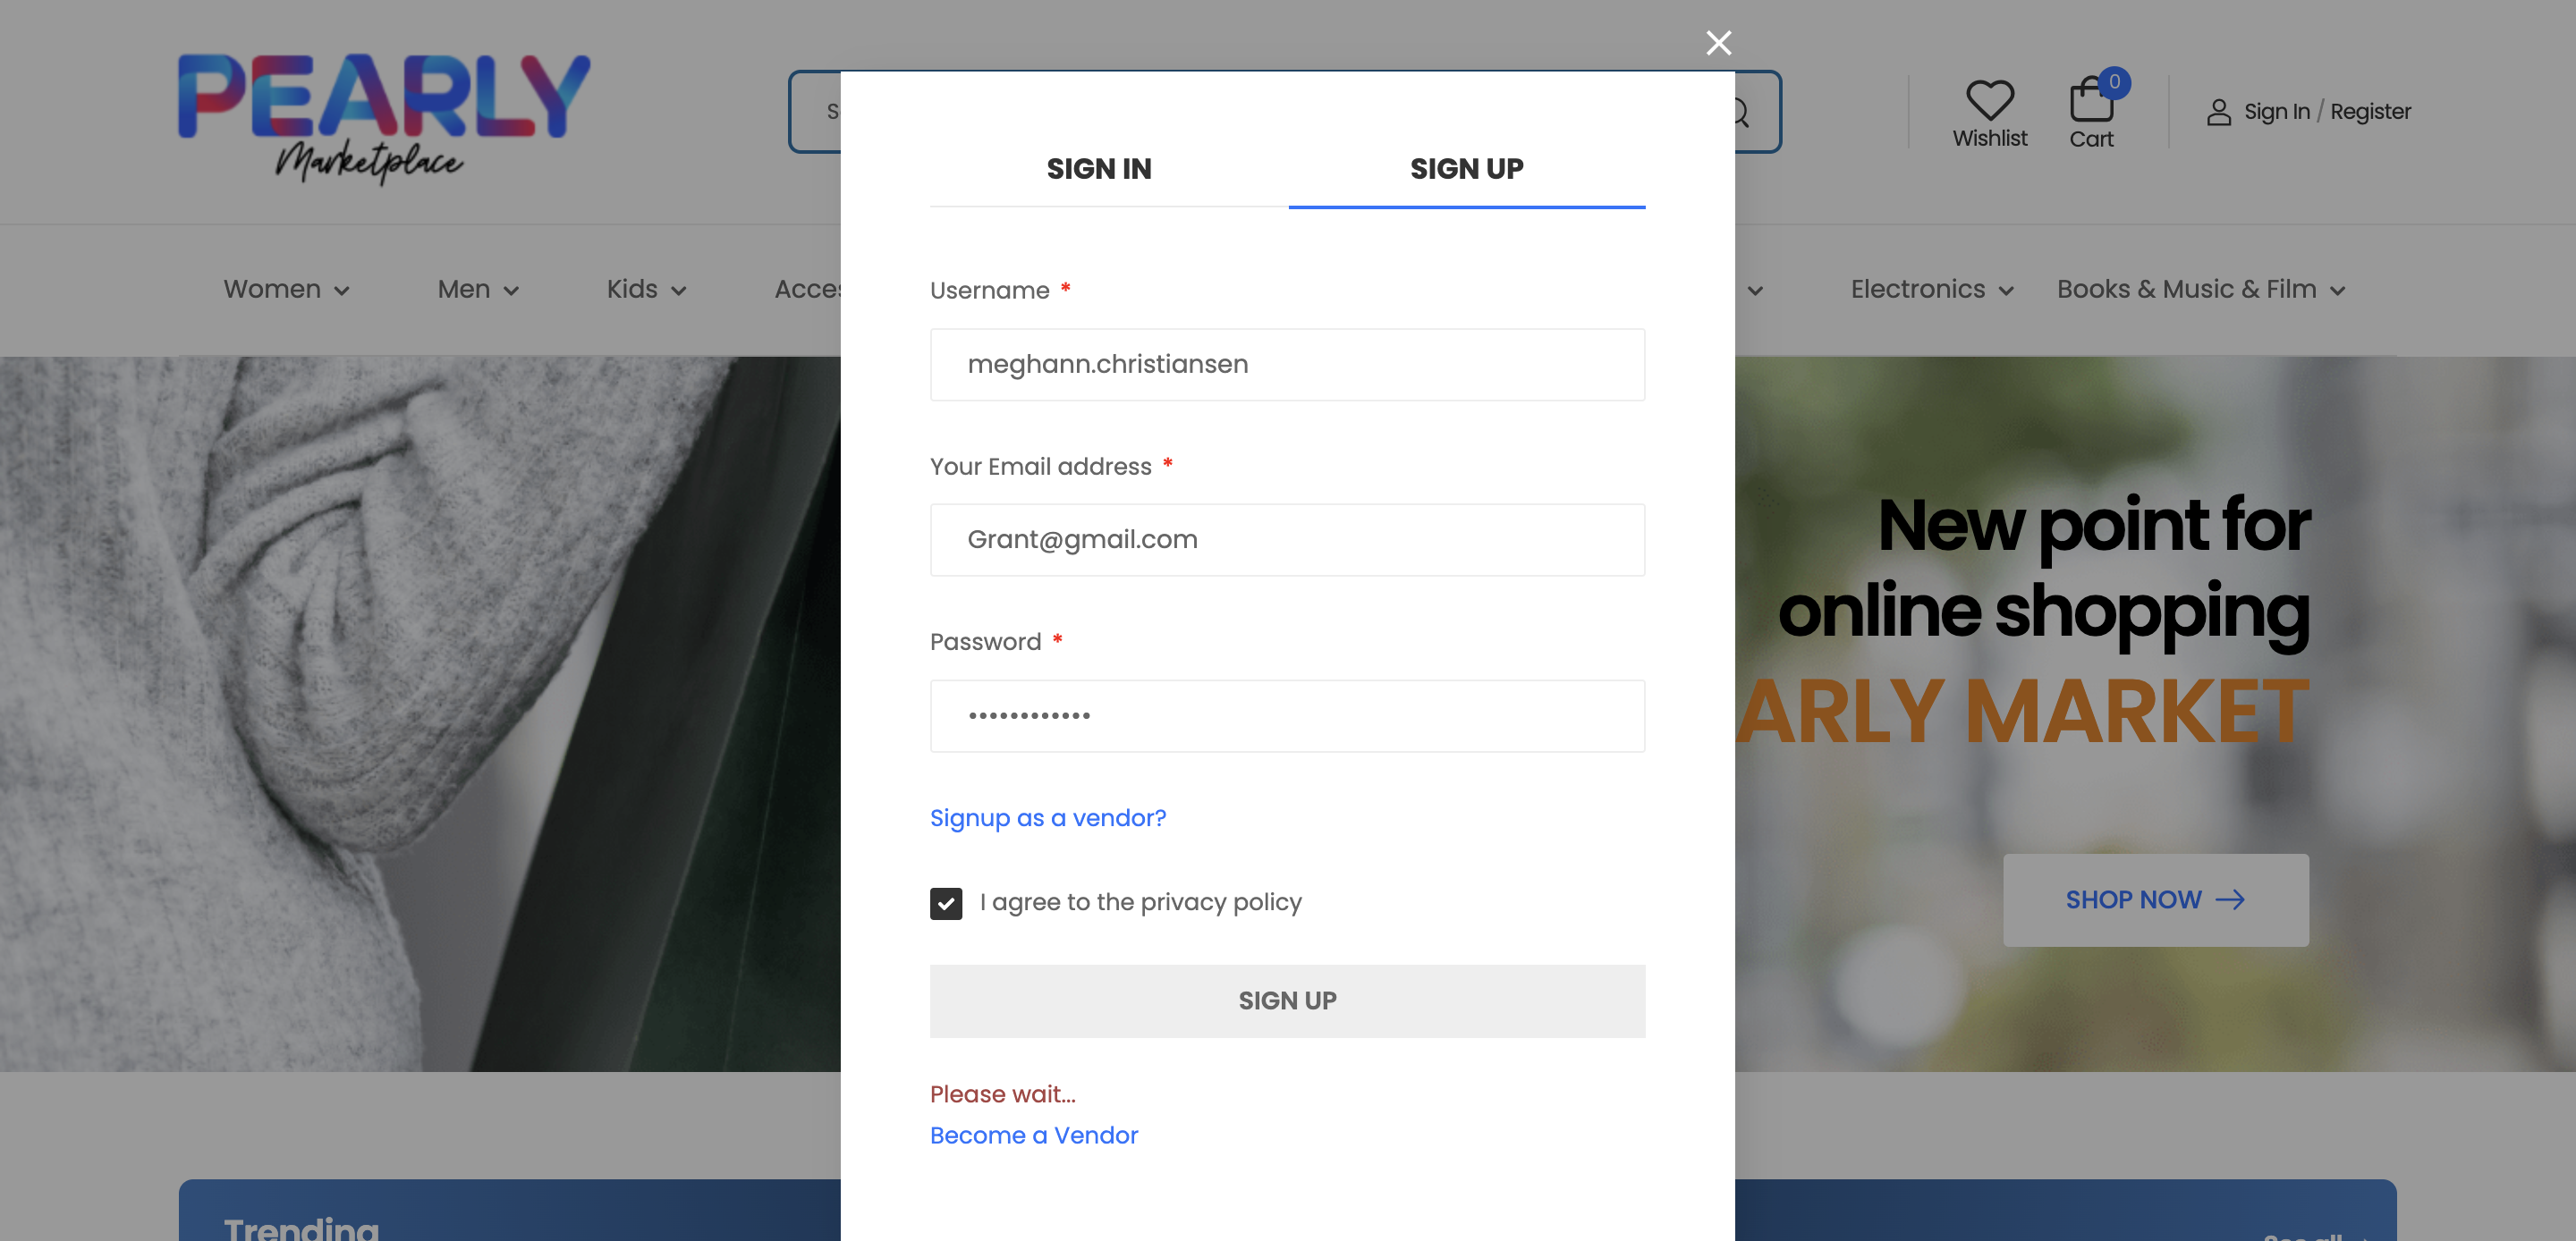 PEARLY
Marketplace
0
Wishlist
Cart
Sign In / Register
Women
Men
Kids
Electronics
Books & Music & Film
SIGN IN
SIGN UP
Username *
meghann.christiansen
Your Email address *
Grant@gmail.com
Password *
••••••••••••
Signup as a vendor?
I agree to the privacy policy
SIGN UP
Please wait...
Become a Vendor
New point for
online shopping
ARLY MARKET
SHOP NOW
Trending
See all